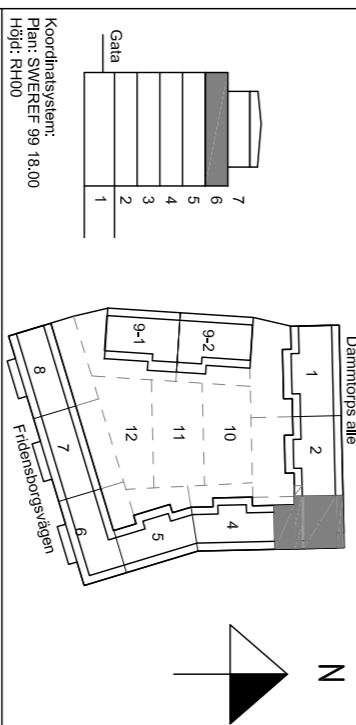 Koordinatsystem:
Plan: SWEREF 99 18.00
Höjd: RH00
Gata
1
2
3
4
5
6
7
Dammtorps alle
1
2
4
5
6
7
8
9-1
9-2
10
11
12
Fridensborgsvägen
N